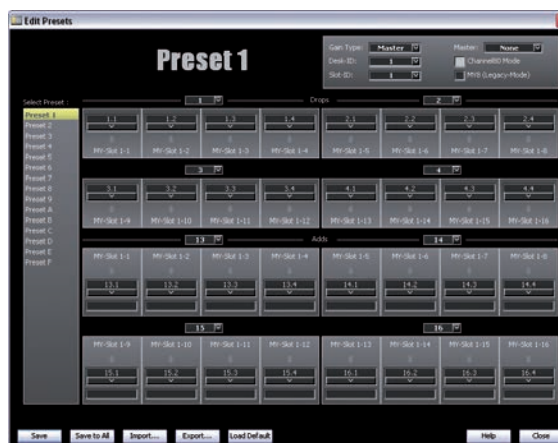 Edit Presets
Preset 1
Gain Type: Master
Master: None
Desk-ID: 1
Channel80 Mode
Slot-ID: 1
MY8 (Legacy-Mode)
Select Preset :
Preset 1
Preset 2
Preset 3
Preset 4
Preset 5
Preset 6
Preset 7
Preset 8
Preset 9
Preset A
Preset B
Preset C
Preset D
Preset E
Preset F
1 Drops 2
1.1 1.2 1.3 1.4 2.1 2.2 2.3 2.4
MY-Slot 1-1 MY-Slot 1-2 MY-Slot 1-3 MY-Slot 1-4 MY-Slot 1-5 MY-Slot 1-6 MY-Slot 1-7 MY-Slot 1-8
3 4
3.1 3.2 3.3 3.4 4.1 4.2 4.3 4.4
MY-Slot 1-9 MY-Slot 1-10 MY-Slot 1-11 MY-Slot 1-12 MY-Slot 1-13 MY-Slot 1-14 MY-Slot 1-15 MY-Slot 1-16
13 Adds 14
MY-Slot 1-1 MY-Slot 1-2 MY-Slot 1-3 MY-Slot 1-4 MY-Slot 1-5 MY-Slot 1-6 MY-Slot 1-7 MY-Slot 1-8
13.1 13.2 13.3 13.4 14.1 14.2 14.3 14.4
15 16
MY-Slot 1-9 MY-Slot 1-10 MY-Slot 1-11 MY-Slot 1-12 MY-Slot 1-13 MY-Slot 1-14 MY-Slot 1-15 MY-Slot 1-16
15.1 15.2 15.3 15.4 16.1 16.2 16.3 16.4
Save Save to All Import.... Export.... Load Default Help Close